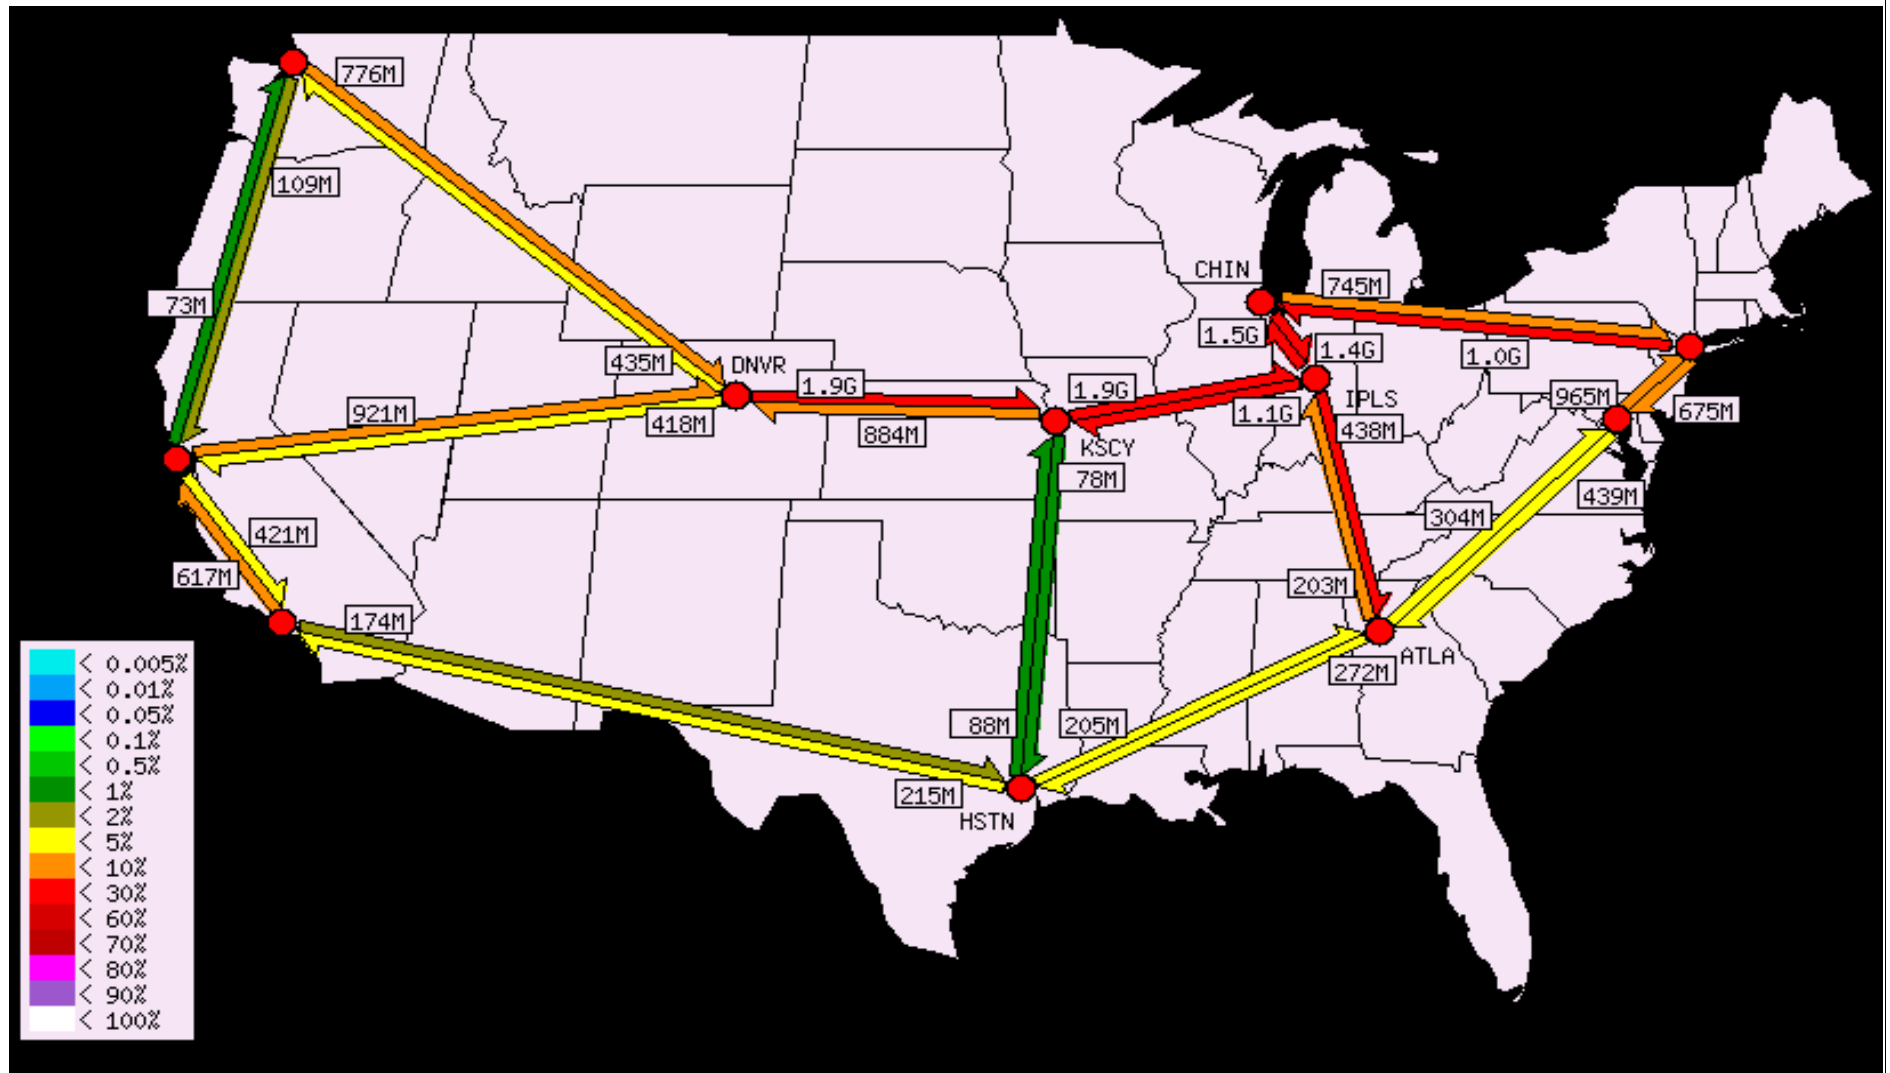 776M
109M
CHIN
745M
73M
1.5G
1.4G
1.0G
435M
DNVR
1.9G
1.9G
965M
IPLS
921M
418M
884M
1.1G
438M
675M
KSCY
78M
439M
304M
421M
617M
203M
174M
ATLA
272M
88M
205M
215M
HSTN
< 0.005%
< 0.01%
< 0.05%
< 0.1%
< 0.5%
< 1%
< 2%
< 5%
< 10%
< 30%
< 60%
< 70%
< 80%
< 90%
< 100%